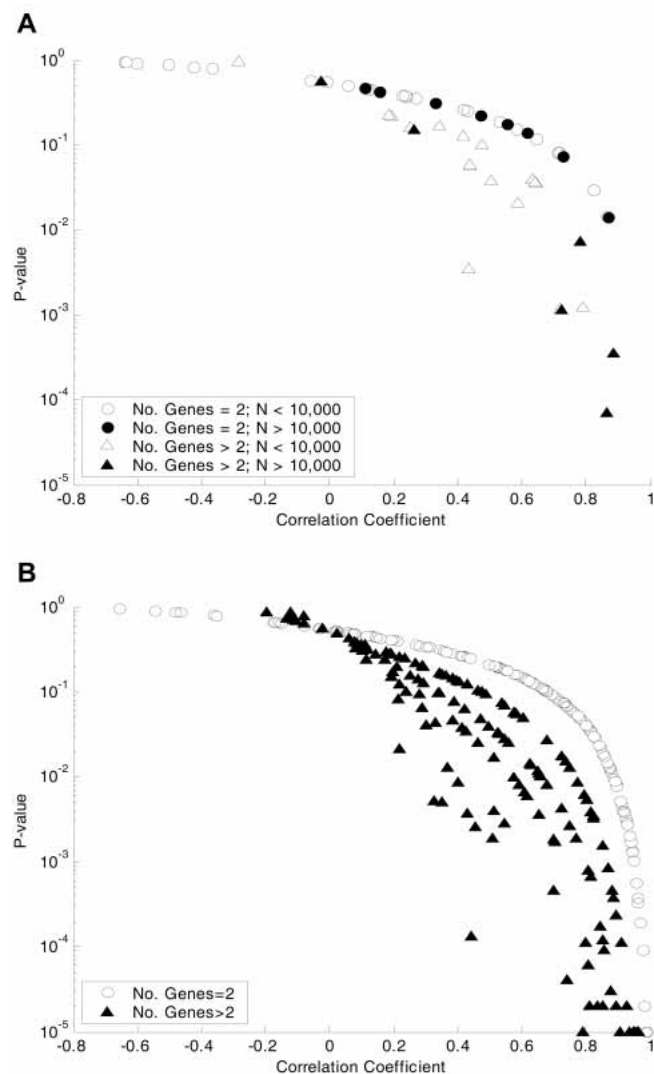 A
10^0
10^-1
10^-2
10^-3
10^-4
10^-5
P-value
No. Genes = 2; N < 10,000
No. Genes = 2; N > 10,000
No. Genes > 2; N < 10,000
No. Genes > 2; N > 10,000
-0.8 -0.6 -0.4 -0.2 0 0.2 0.4 0.6 0.8 1
Correlation Coefficient
B
10^0
10^-1
10^-2
10^-3
10^-4
10^-5
P-value
No. Genes=2
No. Genes>2
-0.8 -0.6 -0.4 -0.2 0 0.2 0.4 0.6 0.8 1
Correlation Coefficient